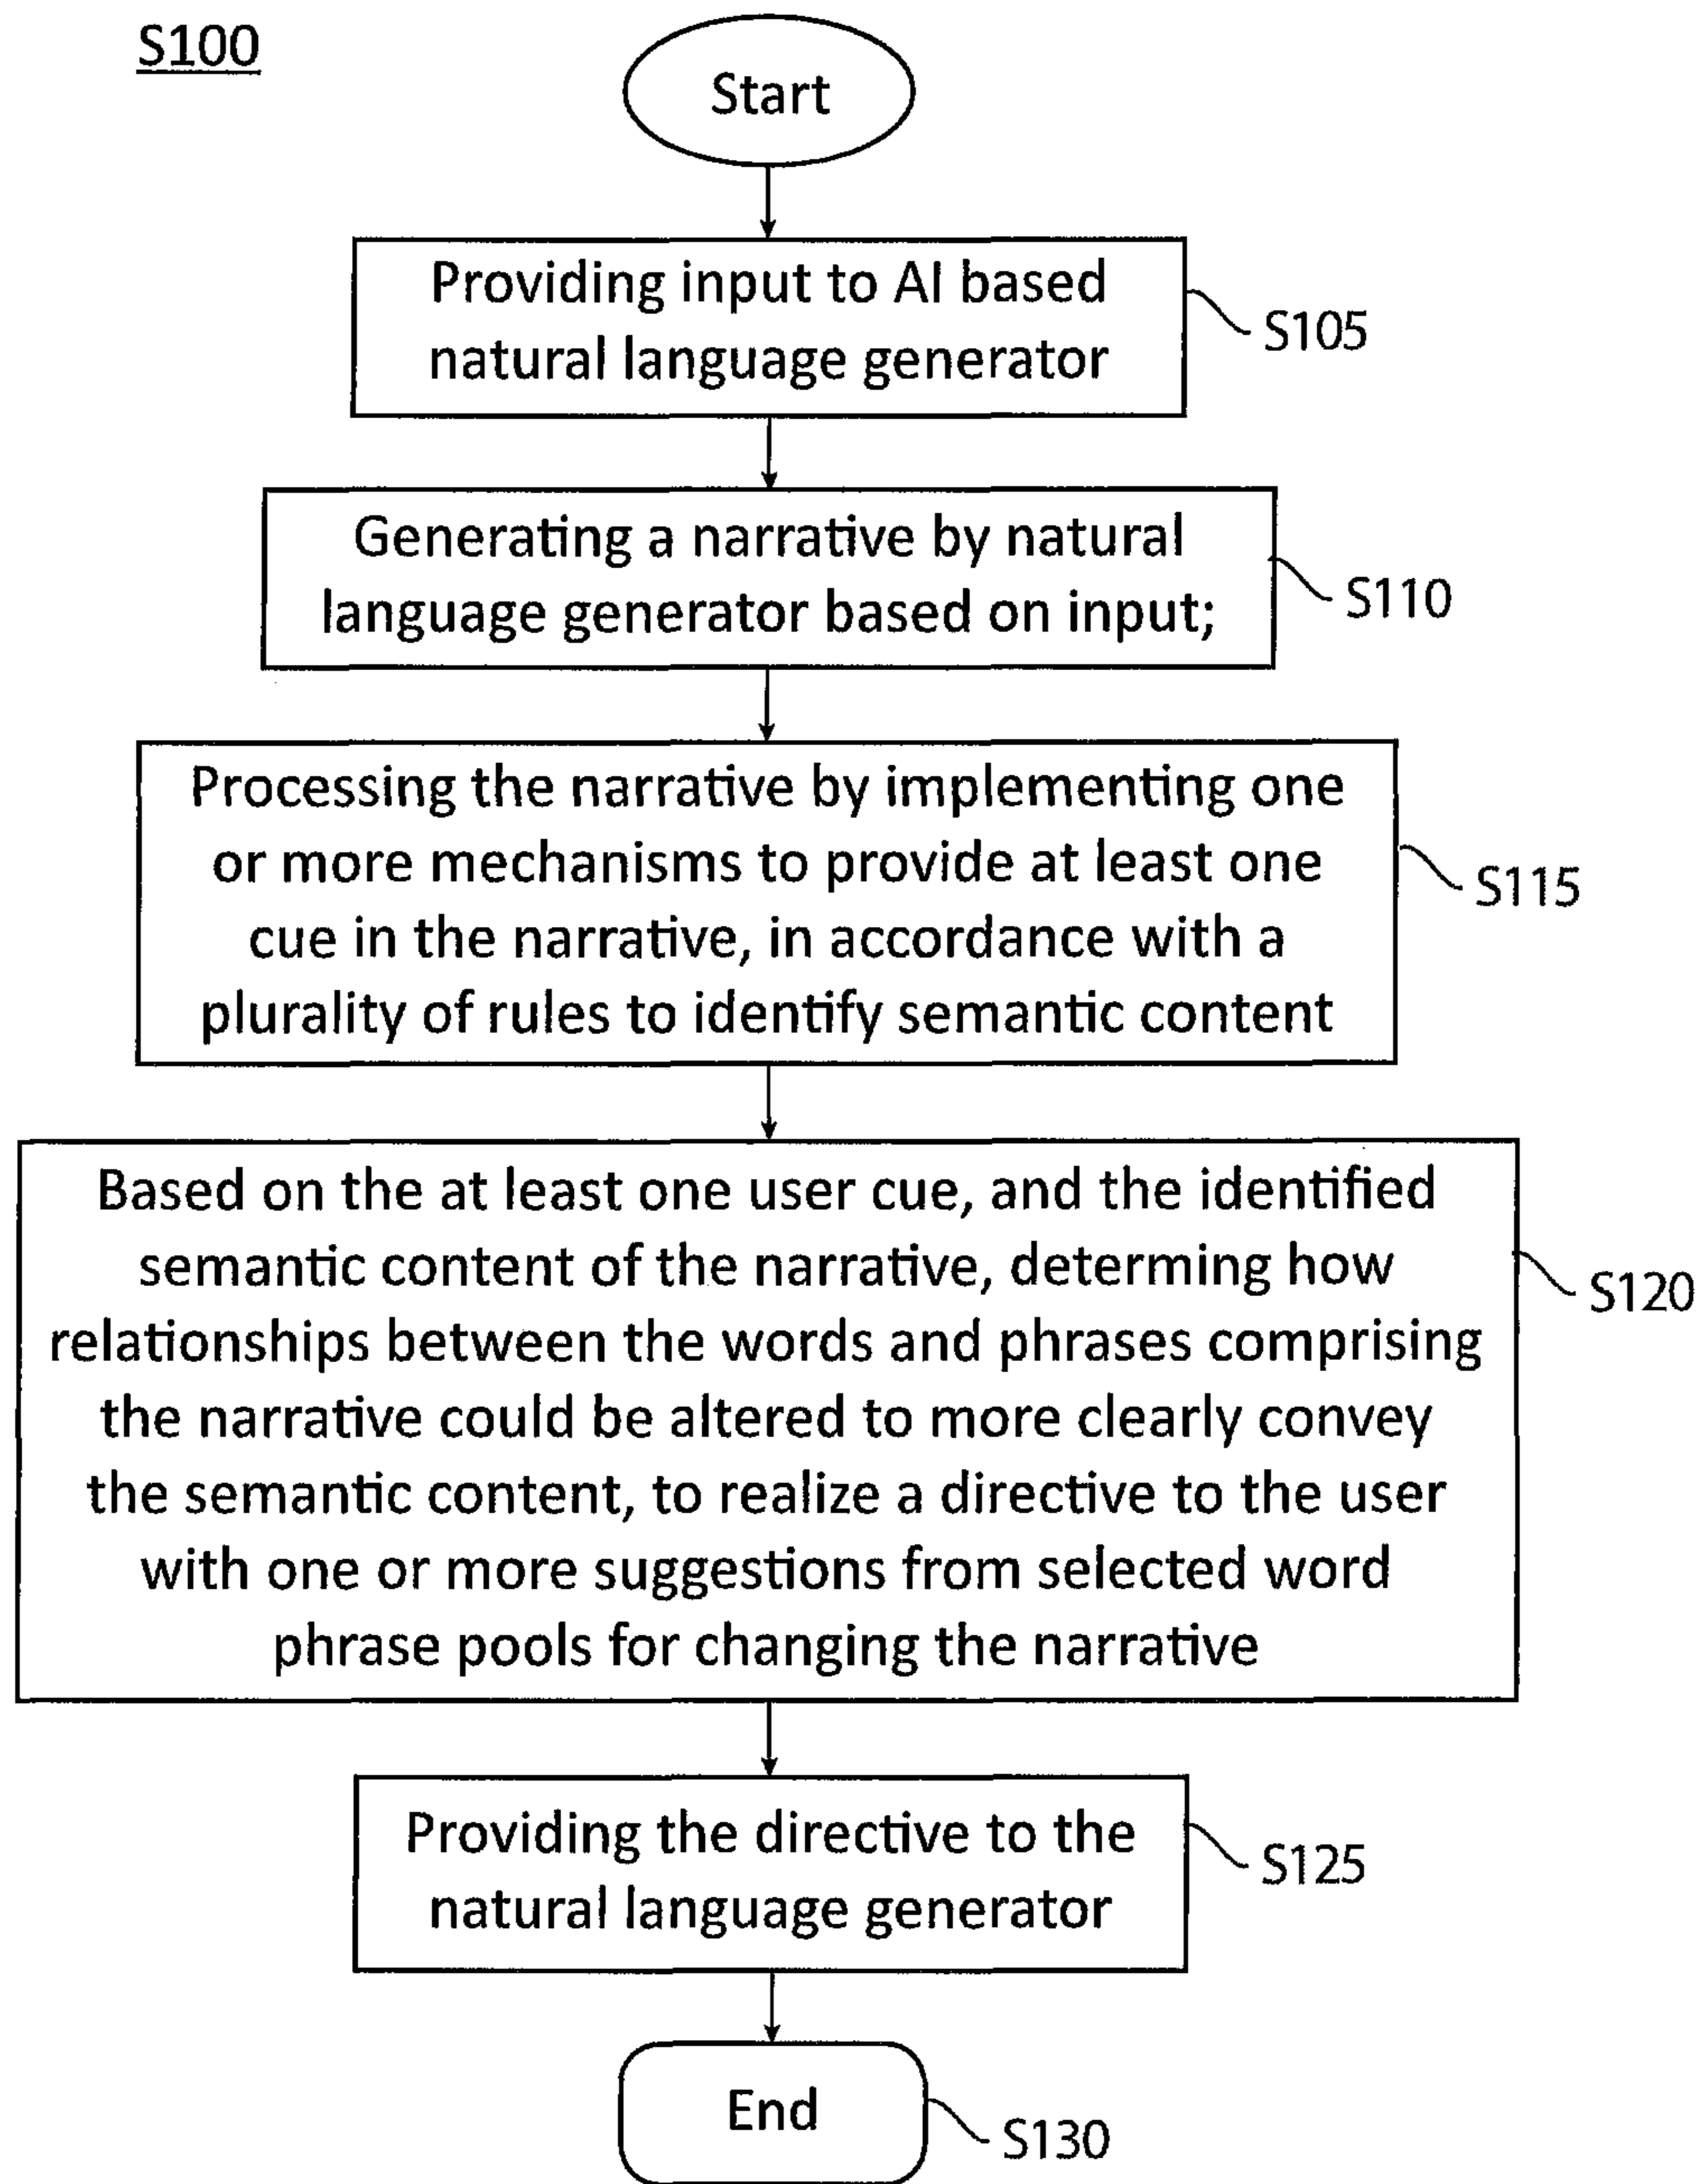 S100
Start
Providing input to AI based
natural language generator
S105
Generating a narrative by natural
language generator based on input;
S110
Processing the narrative by implementing one
or more mechanisms to provide at least one
cue in the narrative, in accordance with a
plurality of rules to identify semantic content
S115
Based on the at least one user cue, and the identified
semantic content of the narrative, determining how
relationships between the words and phrases comprising
the narrative could be altered to more clearly convey
the semantic content, to realize a directive to the user
with one or more suggestions from selected word
phrase pools for changing the narrative
S120
Providing the directive to the
natural language generator
S125
End
S130